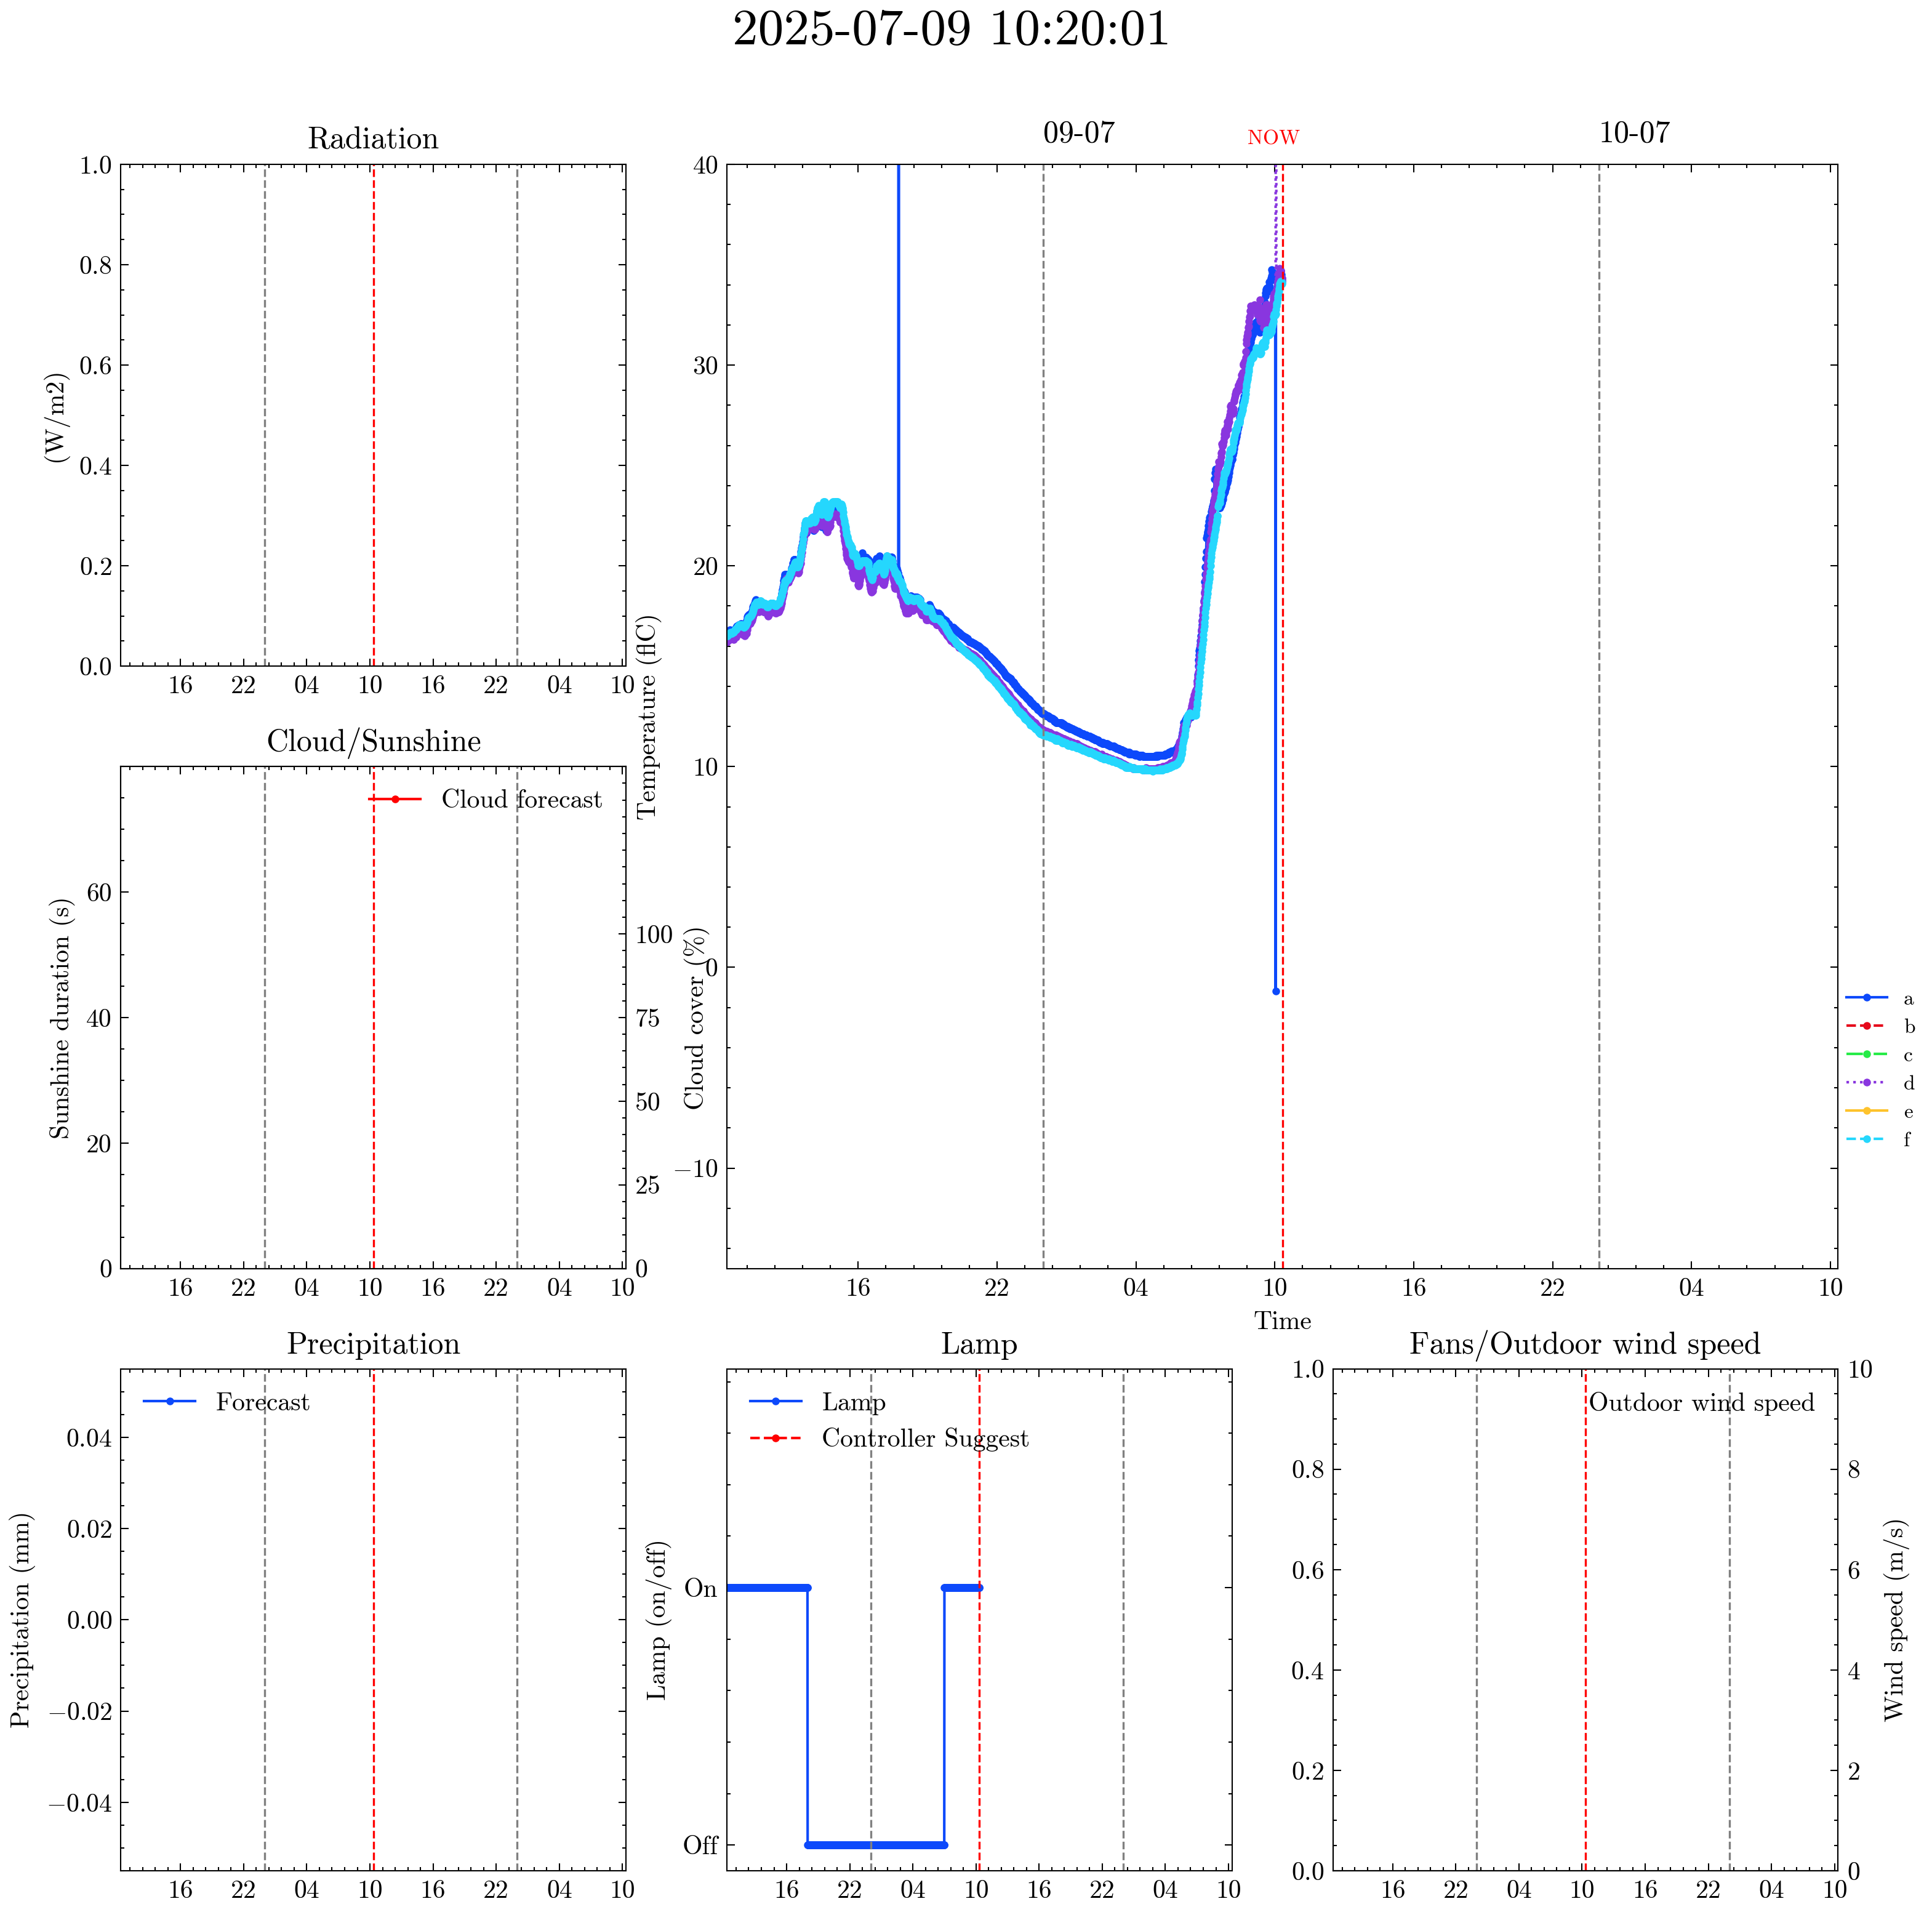 2025-07-09 10:20:01
Radiation
1.0
0.8
0.6
0.4
0.2
0.0
(W/m2)
16 22 04 10 16 22 04 10
09-07 NOW 10-07
40
30
20
10
0
−10
Temperature (flC)
16 22 04 10 16 22 04 10
Time
a
b
c
d
e
f
Cloud/Sunshine
Cloud forecast
60
40
20
0
Sunshine duration (s)
100
75
50
25
0
Cloud cover (%)
16 22 04 10 16 22 04 10
Precipitation
Forecast
0.04
0.02
0.00
−0.02
−0.04
Precipitation (mm)
16 22 04 10 16 22 04 10
Lamp
Lamp
Controller Suggest
On
Off
Lamp (on/off)
16 22 04 10 16 22 04 10
Fans/Outdoor wind speed
Outdoor wind speed
1.0
0.8
0.6
0.4
0.2
0.0
10
8
6
4
2
0
Wind speed (m/s)
16 22 04 10 16 22 04 10